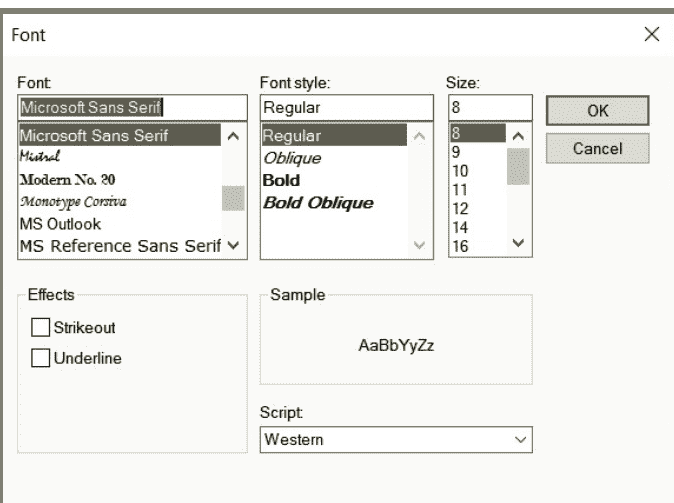 Font
Font:
Font style:
Size:
Microsoft Sans Serif
Regular
8
OK
Cancel
Microsoft Sans Serif
Mistral
Modern No. 20
Monotype Corsiva
MS Outlook
MS Reference Sans Serif
Regular
Oblique
Bold
Bold Oblique
8
9
10
11
12
14
16
Effects
Strikeout
Underline
Sample
AaBbYyZz
Script:
Western